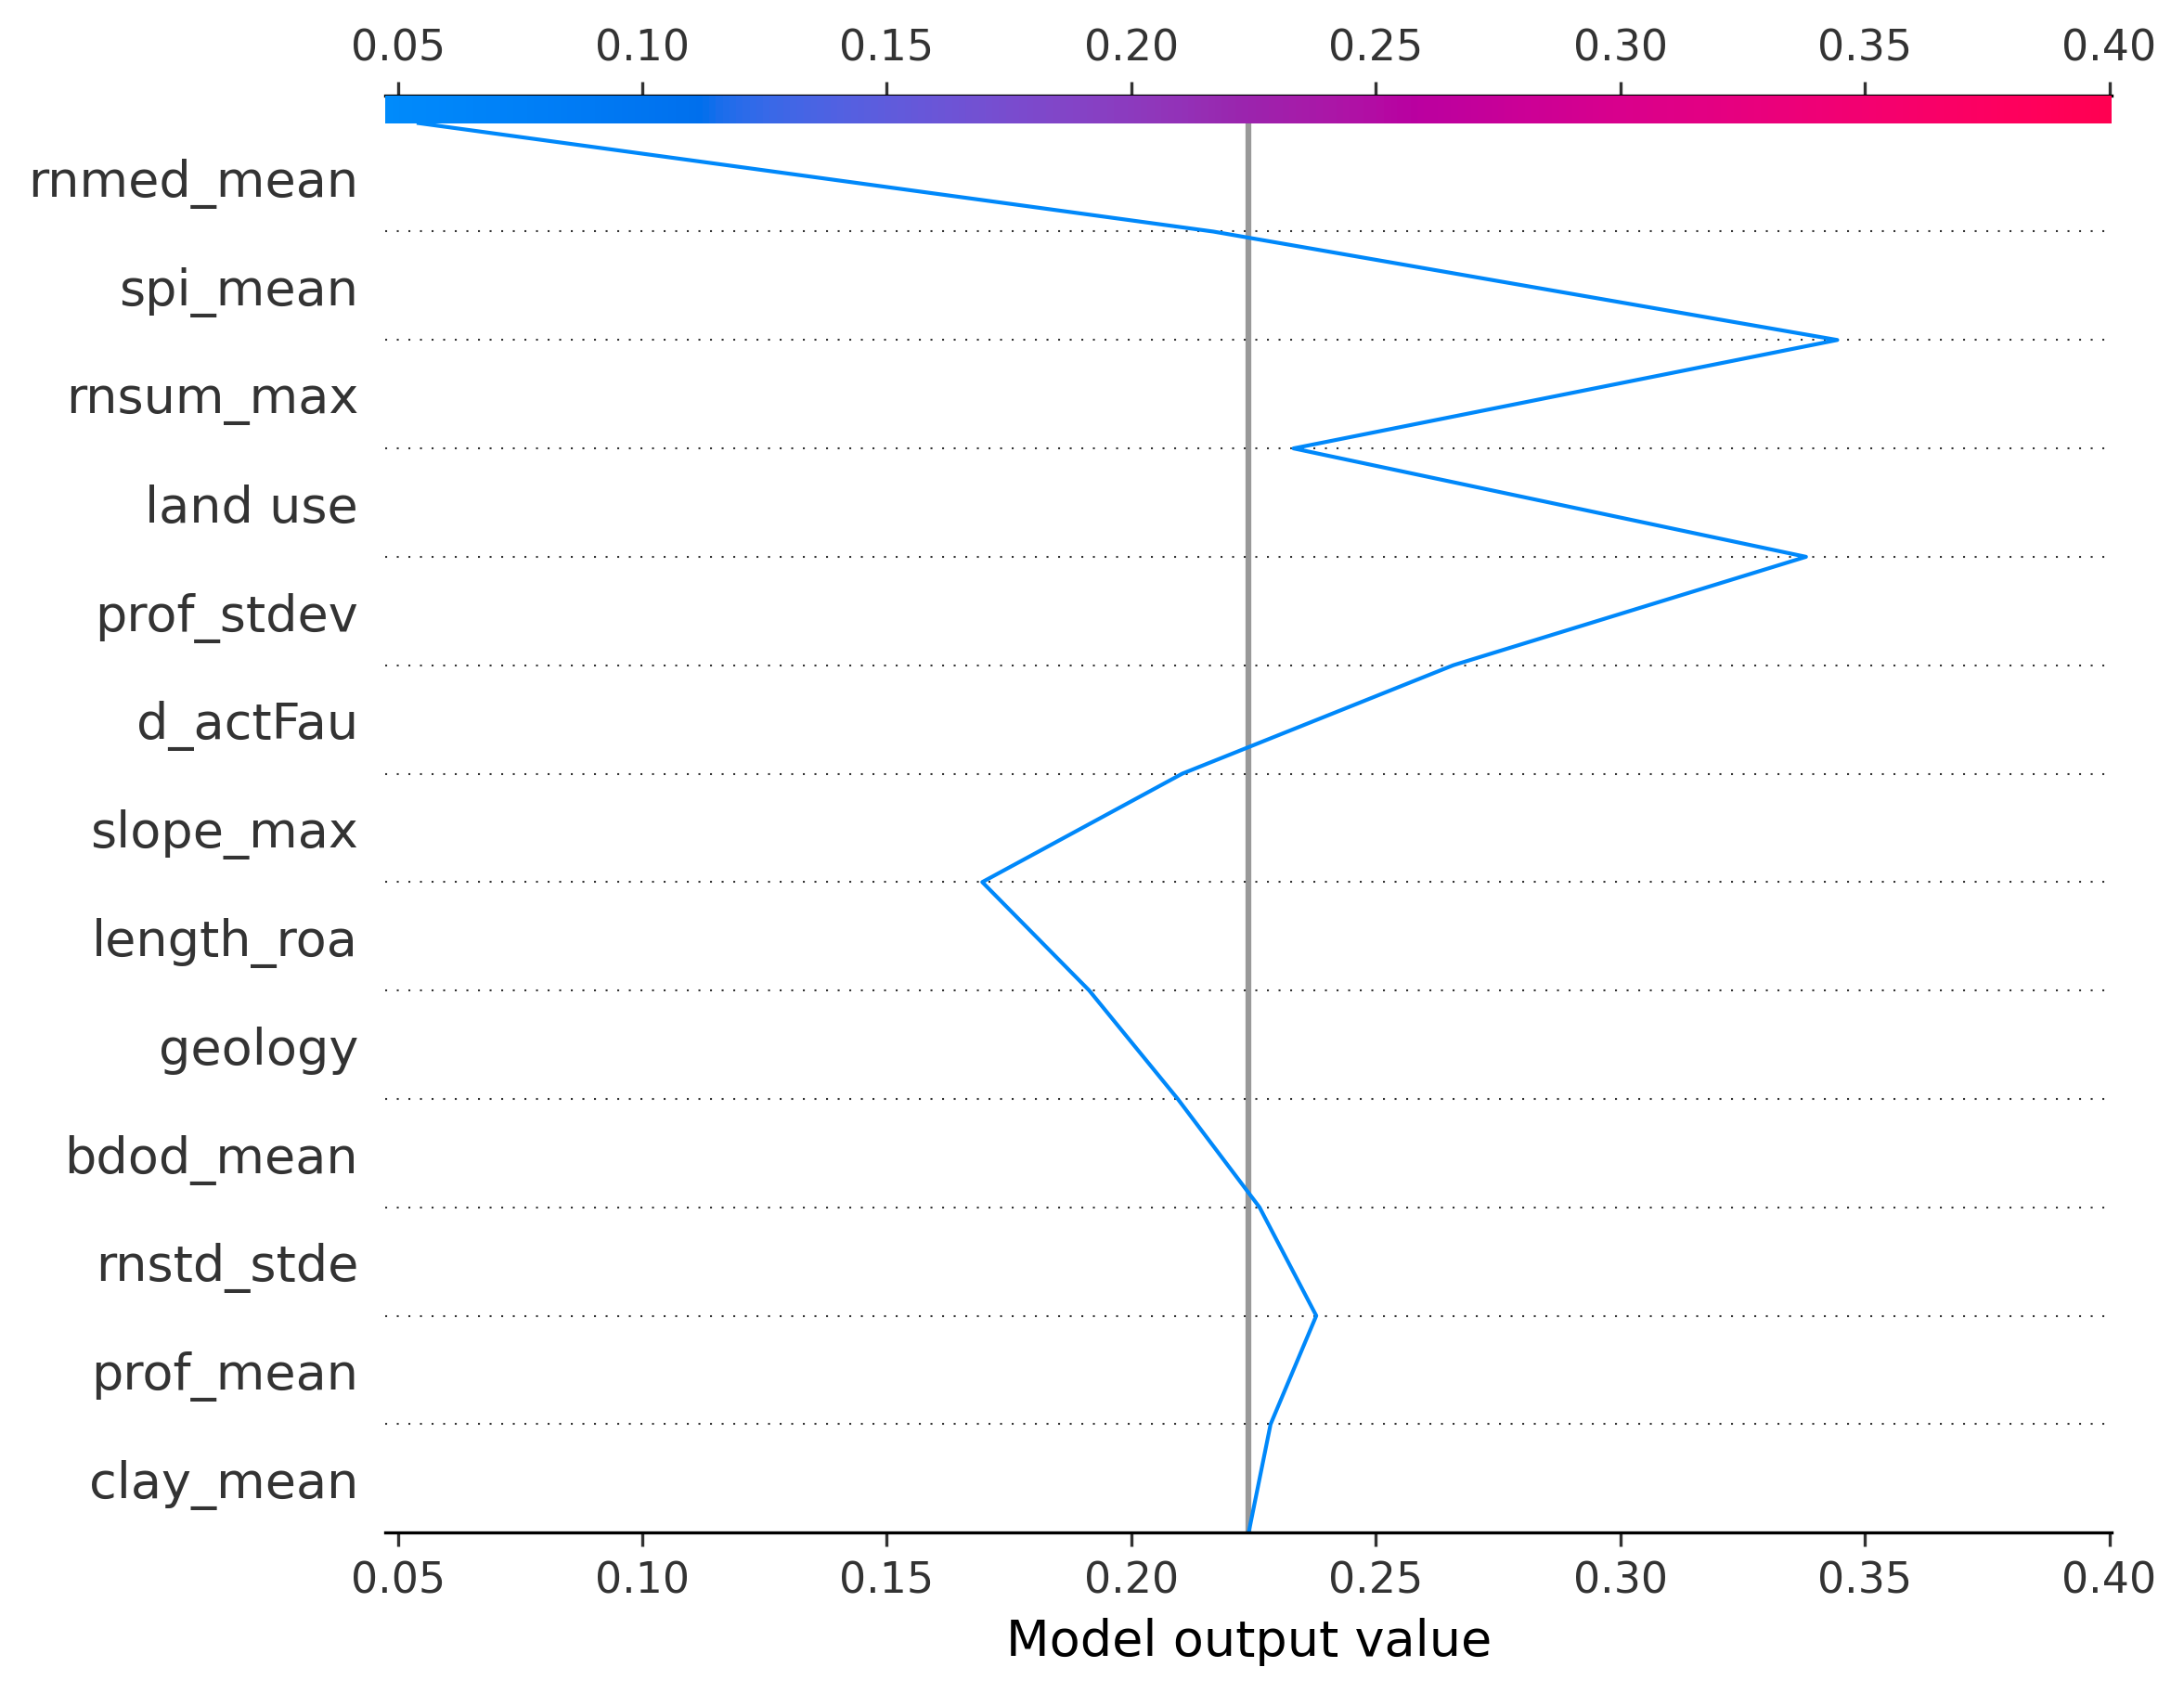 0.05 0.10 0.15 0.20 0.25 0.30 0.35 0.40
rnmed_mean
spi_mean
rnsum_max
land use
prof_stdev
d_actFau
slope_max
length_roa
geology
bdod_mean
rnstd_stde
prof_mean
clay_mean
0.05 0.10 0.15 0.20 0.25 0.30 0.35 0.40
Model output value